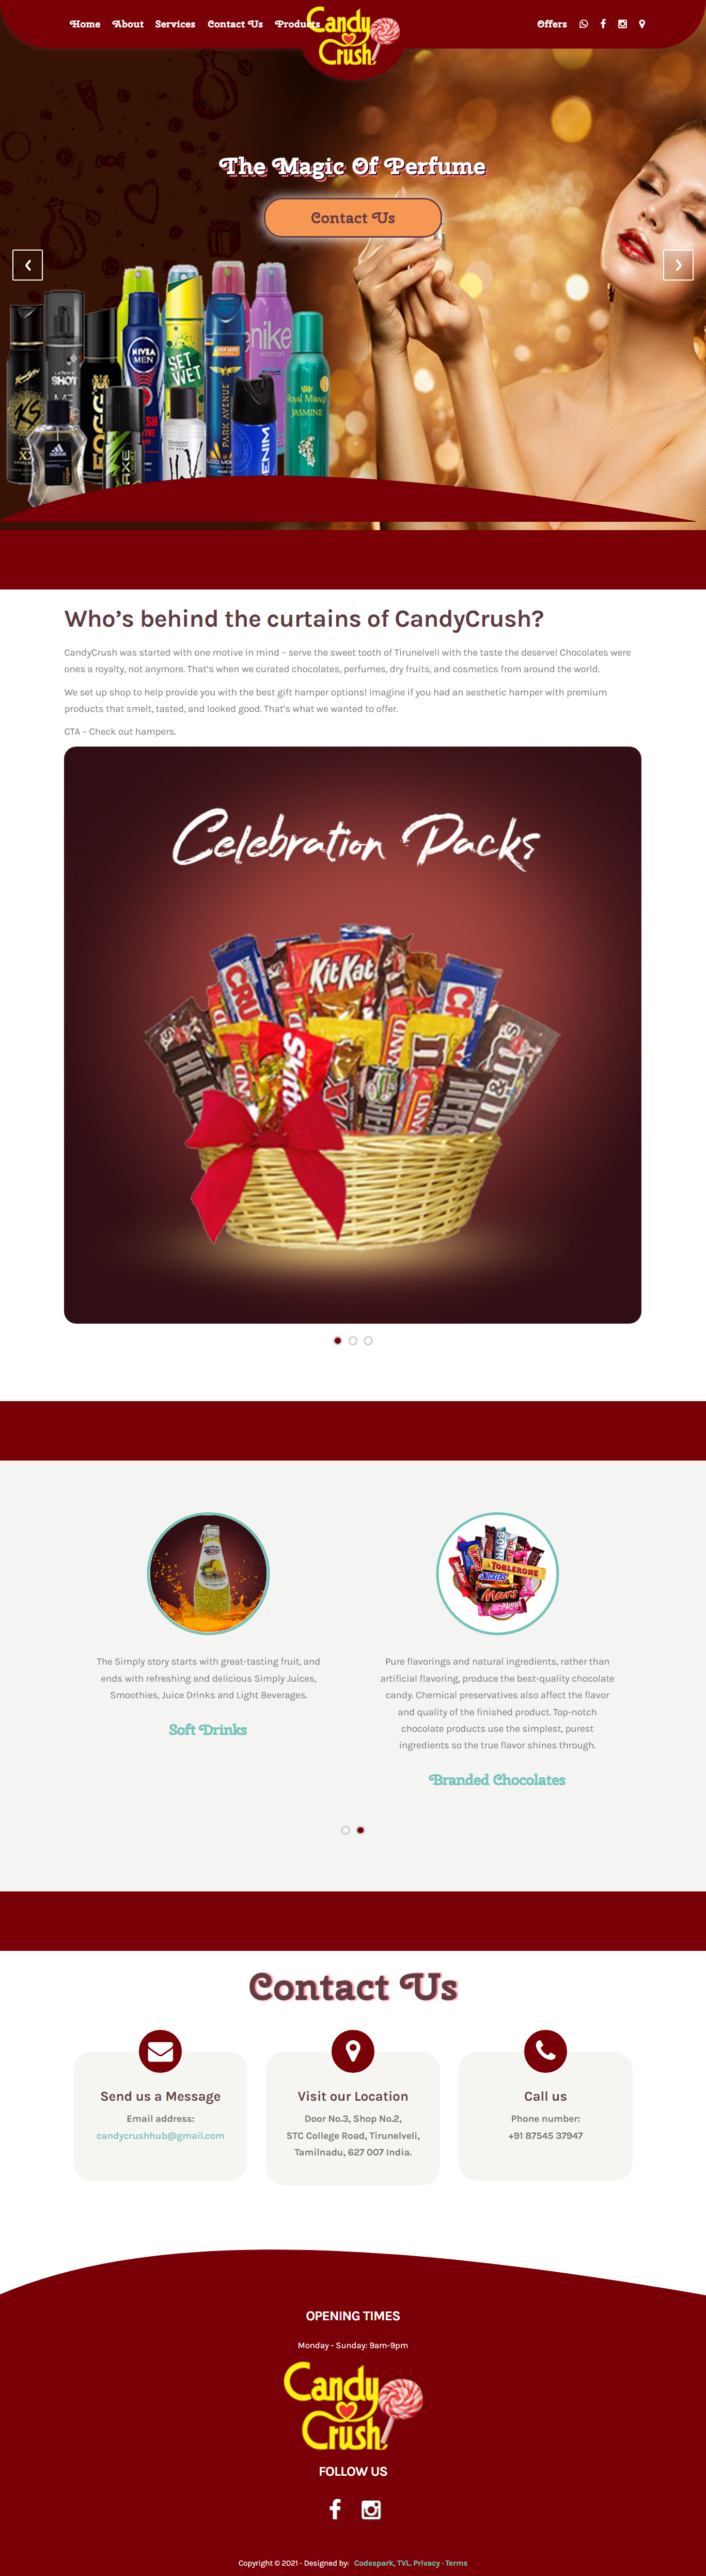 Home About Services Contact Us Products
Candy
Crush
Offers
The Magic Of Perfume
Contact Us
NIVEA
MEN
SET
WET
SHOT
PARK AVENUE
ROYAL MIRAGE
JASMINE
KS
FOGG
adidas
AXE
DENIM
woman
Who's behind the curtains of CandyCrush?
CandyCrush was started with one motive in mind – serve the sweet tooth of Tirunelveli with the taste the deserve! Chocolates were
ones a royalty, not anymore. That's when we curated chocolates, perfumes, dry fruits, and cosmetics from around the world.
We set up shop to help provide you with the best gift hamper options! Imagine if you had an aesthetic hamper with premium
products that smelt, tasted, and looked good. That's what we wanted to offer.
CTA – Check out hampers.
Celebration Packs
KitKat
The Simply story starts with great-tasting fruit, and
ends with refreshing and delicious Simply Juices,
Smoothies, Juice Drinks and Light Beverages.
Soft Drinks
TOBLERONE
SNICKERS
Mars
Pure flavorings and natural ingredients, rather than
artificial flavoring, produce the best-quality chocolate
candy. Chemical preservatives also affect the flavor
and quality of the finished product. Top-notch
chocolate products use the simplest, purest
ingredients so the true flavor shines through.
Branded Chocolates
Contact Us
Send us a Message
Email address:
candycrushhub@gmail.com
Visit our Location
Door No.3, Shop No.2,
STC College Road, Tirunelveli,
Tamilnadu, 627 007 India.
Call us
Phone number:
+91 87545 37947
OPENING TIMES
Monday - Sunday: 9am-9pm
Candy
Crush
FOLLOW US
Copyright © 2021 - Designed by: Codespark, TVL. Privacy - Terms